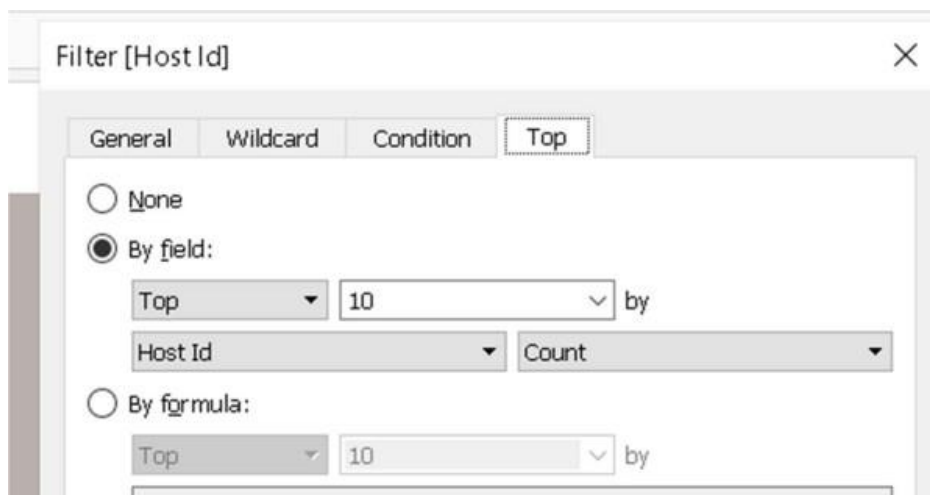 Filter [Host Id]
General Wildcard Condition Top
None
By field:
Top 10 by
Host Id Count
By formula:
Top 10 by